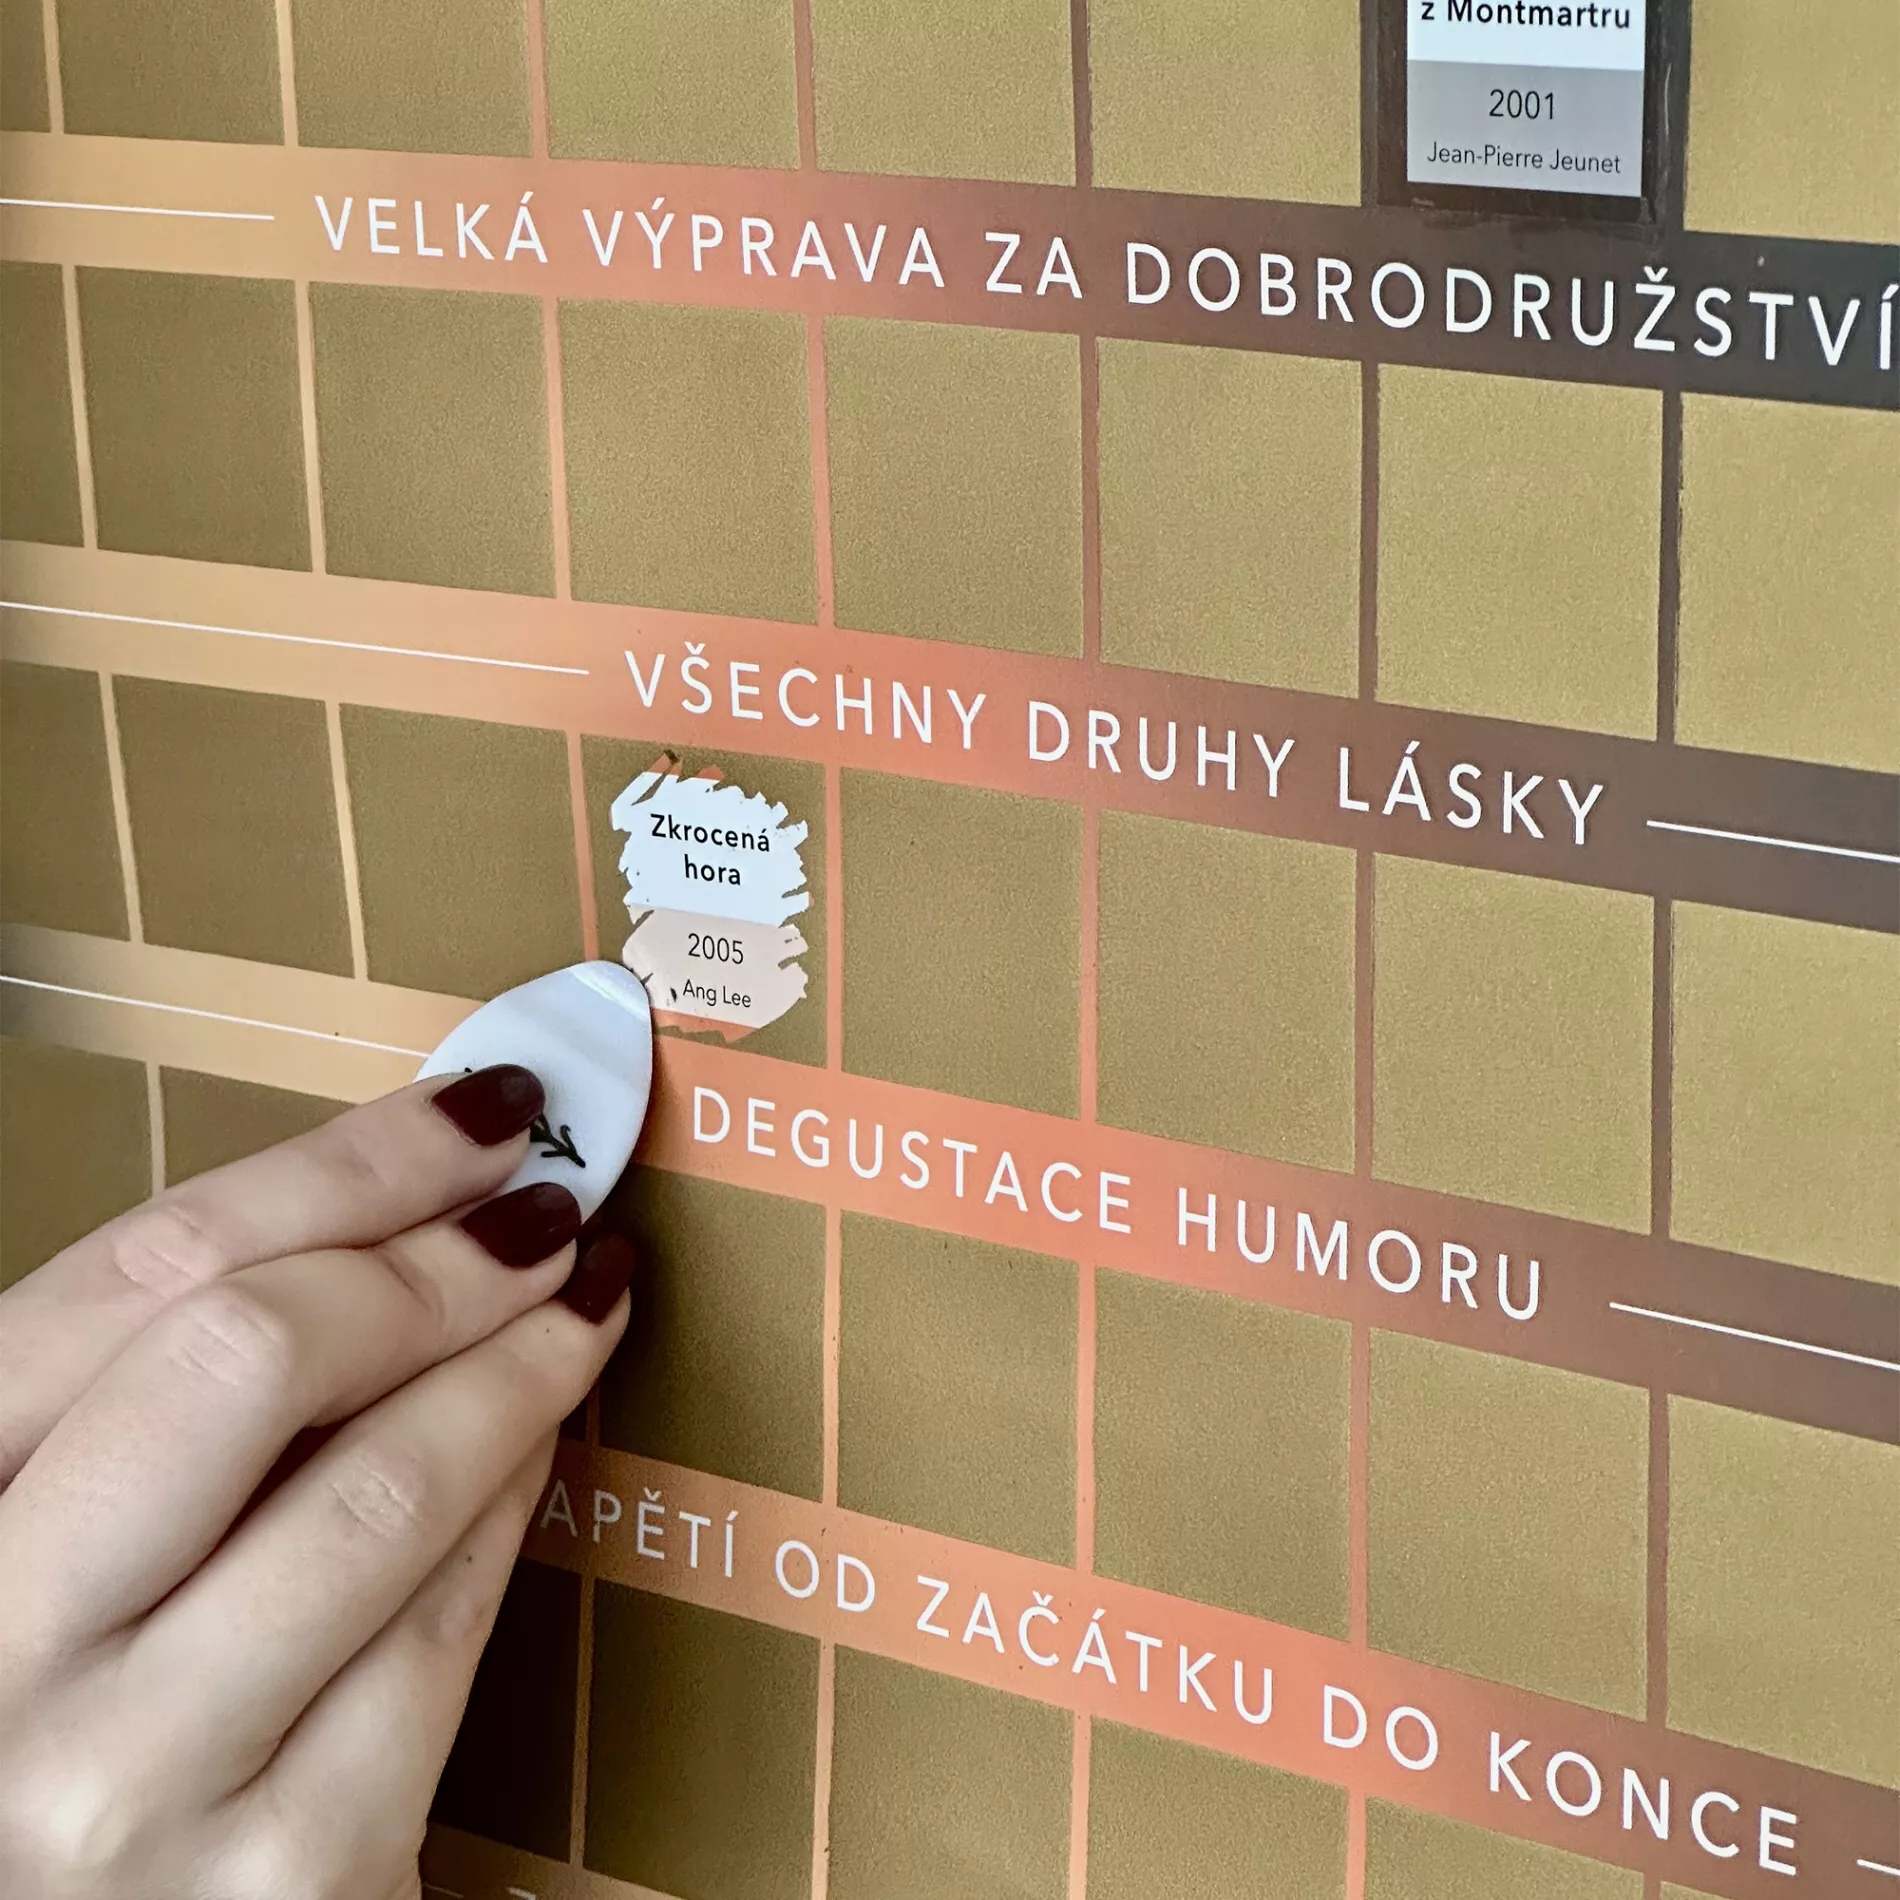 z Montmartru
2001
Jean-Pierre Jeunet
VELKÁ VÝPRAVA ZA DOBRODRUŽSTVÍ
VŠECHNY DRUHY LÁSKY
Zkrocená
hora
2005
Ang Lee
DEGUSTACE HUMORU
APĚTÍ OD ZAČÁTKU DO KONCE